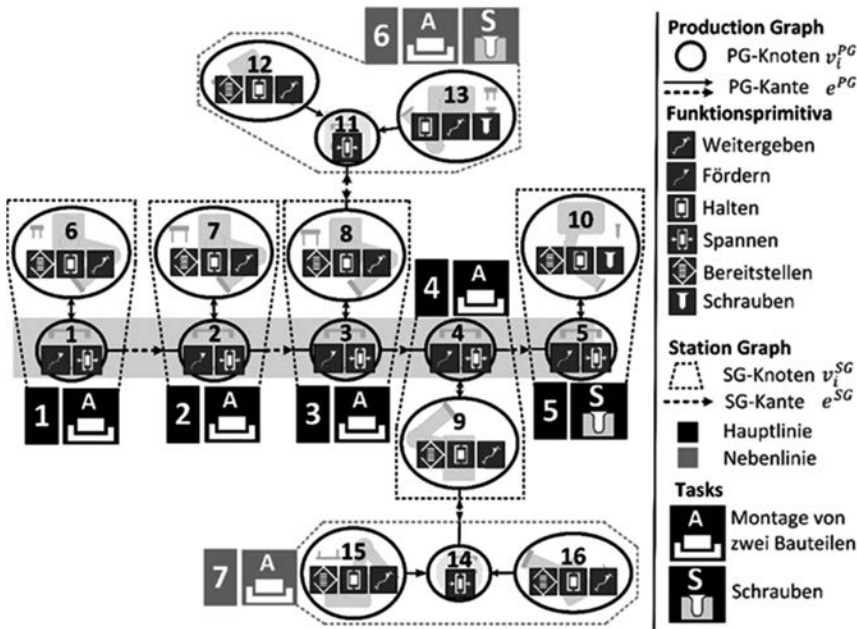 6 A S
12
13
11
6
7
8
10
4 A
1
2
3
4
5
1 A
2 A
3 A
5 S
9
7 A
15
14
16
Production Graph
PG-Knoten v_i^PG
PG-Kante e^PG
Funktionsprimitiva
Weitergeben
Fördern
Halten
Spannen
Bereitstellen
Schrauben
Station Graph
SG-Knoten v_i^SG
SG-Kante e^SG
Hauptlinie
Nebenlinie
Tasks
A
Montage von
zwei Bauteilen
S
Schrauben